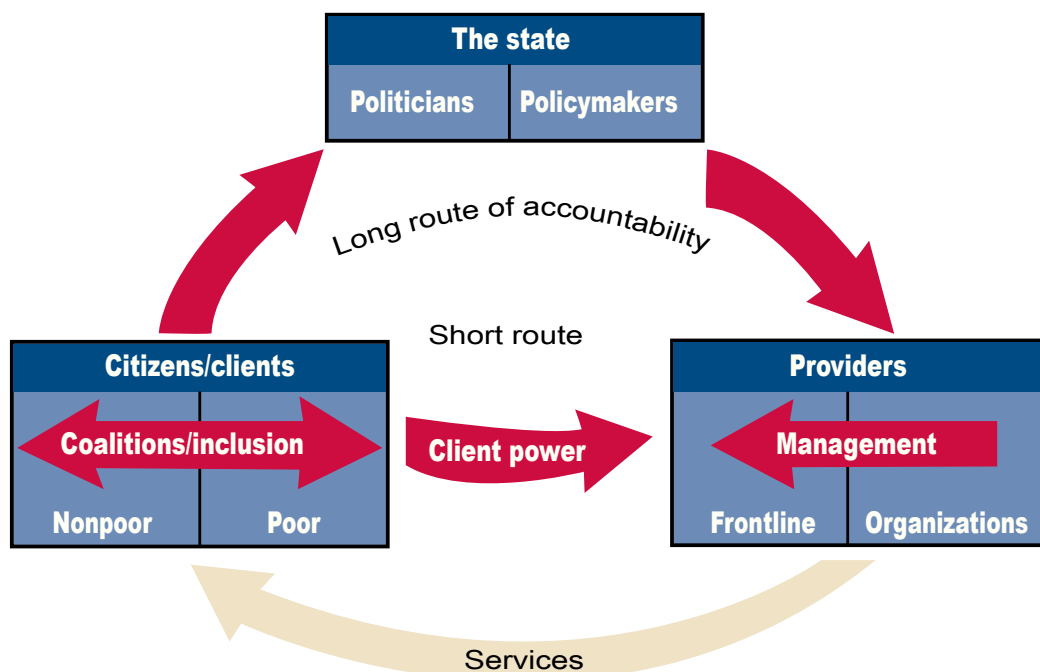 The state
Politicians
Policymakers
Long route of accountability
Short route
Citizens/clients
Coalitions/inclusion
Nonpoor
Poor
Client power
Providers
Management
Frontline
Organizations
Services